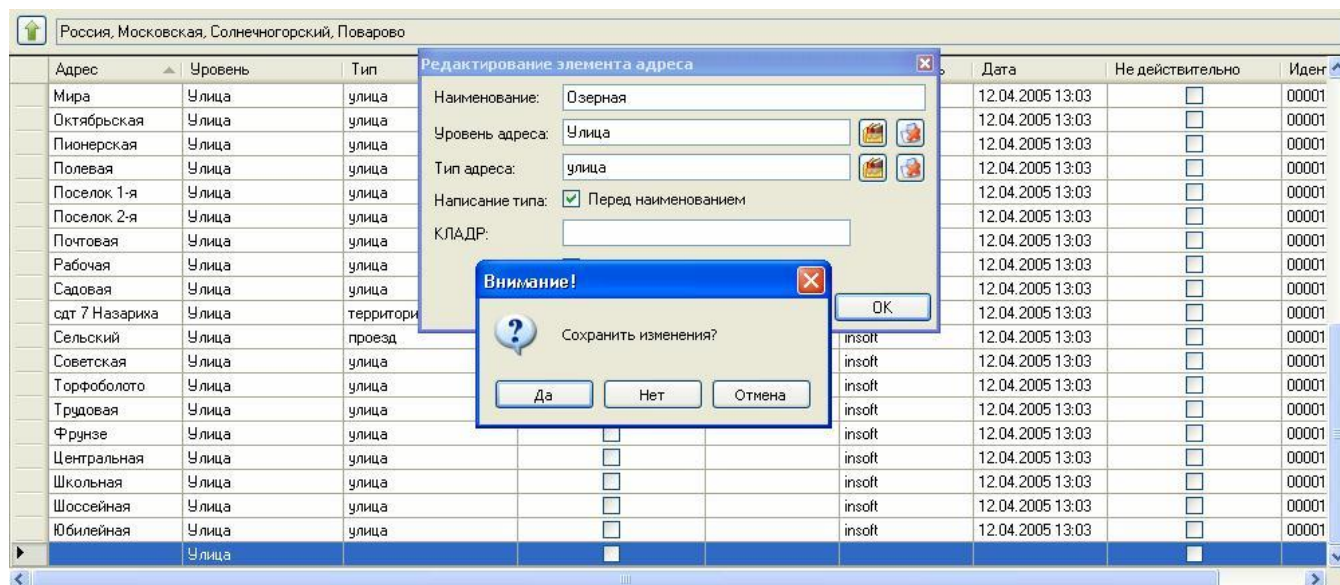 Россия, Московская, Солнечногорский, Поварово
Редактирование элемента адреса
Адрес Уровень Тип Дата Не действительно
Наименование: Озерная
Уровень адреса: Улица
Тип адреса: улица
Написание типа: Перед наименованием
КЛАДР:
OK
Внимание!
Сохранить изменения?
Да Нет Отмена
Мира Улица улица 12.04.2005 13:03 00001
Октябрьская Улица улица 12.04.2005 13:03 00001
Пионерская Улица улица 12.04.2005 13:03 00001
Полевая Улица улица 12.04.2005 13:03 00001
Поселок 1-я Улица улица 12.04.2005 13:03 00001
Поселок 2-я Улица улица 12.04.2005 13:03 00001
Почтовая Улица улица 12.04.2005 13:03 00001
Рабочая Улица улица 12.04.2005 13:03 00001
Садовая Улица улица 12.04.2005 13:03 00001
сдт 7 Назариха Улица территори 12.04.2005 13:03 00001
Сельский Улица проезд insoft 12.04.2005 13:03 00001
Советская Улица улица insoft 12.04.2005 13:03 00001
Торфоболото Улица улица insoft 12.04.2005 13:03 00001
Трудовая Улица улица insoft 12.04.2005 13:03 00001
Фрунзе Улица улица insoft 12.04.2005 13:03 00001
Центральная Улица улица insoft 12.04.2005 13:03 00001
Школьная Улица улица insoft 12.04.2005 13:03 00001
Шоссейная Улица улица insoft 12.04.2005 13:03 00001
Юбилейная Улица улица insoft 12.04.2005 13:03 00001
Улица